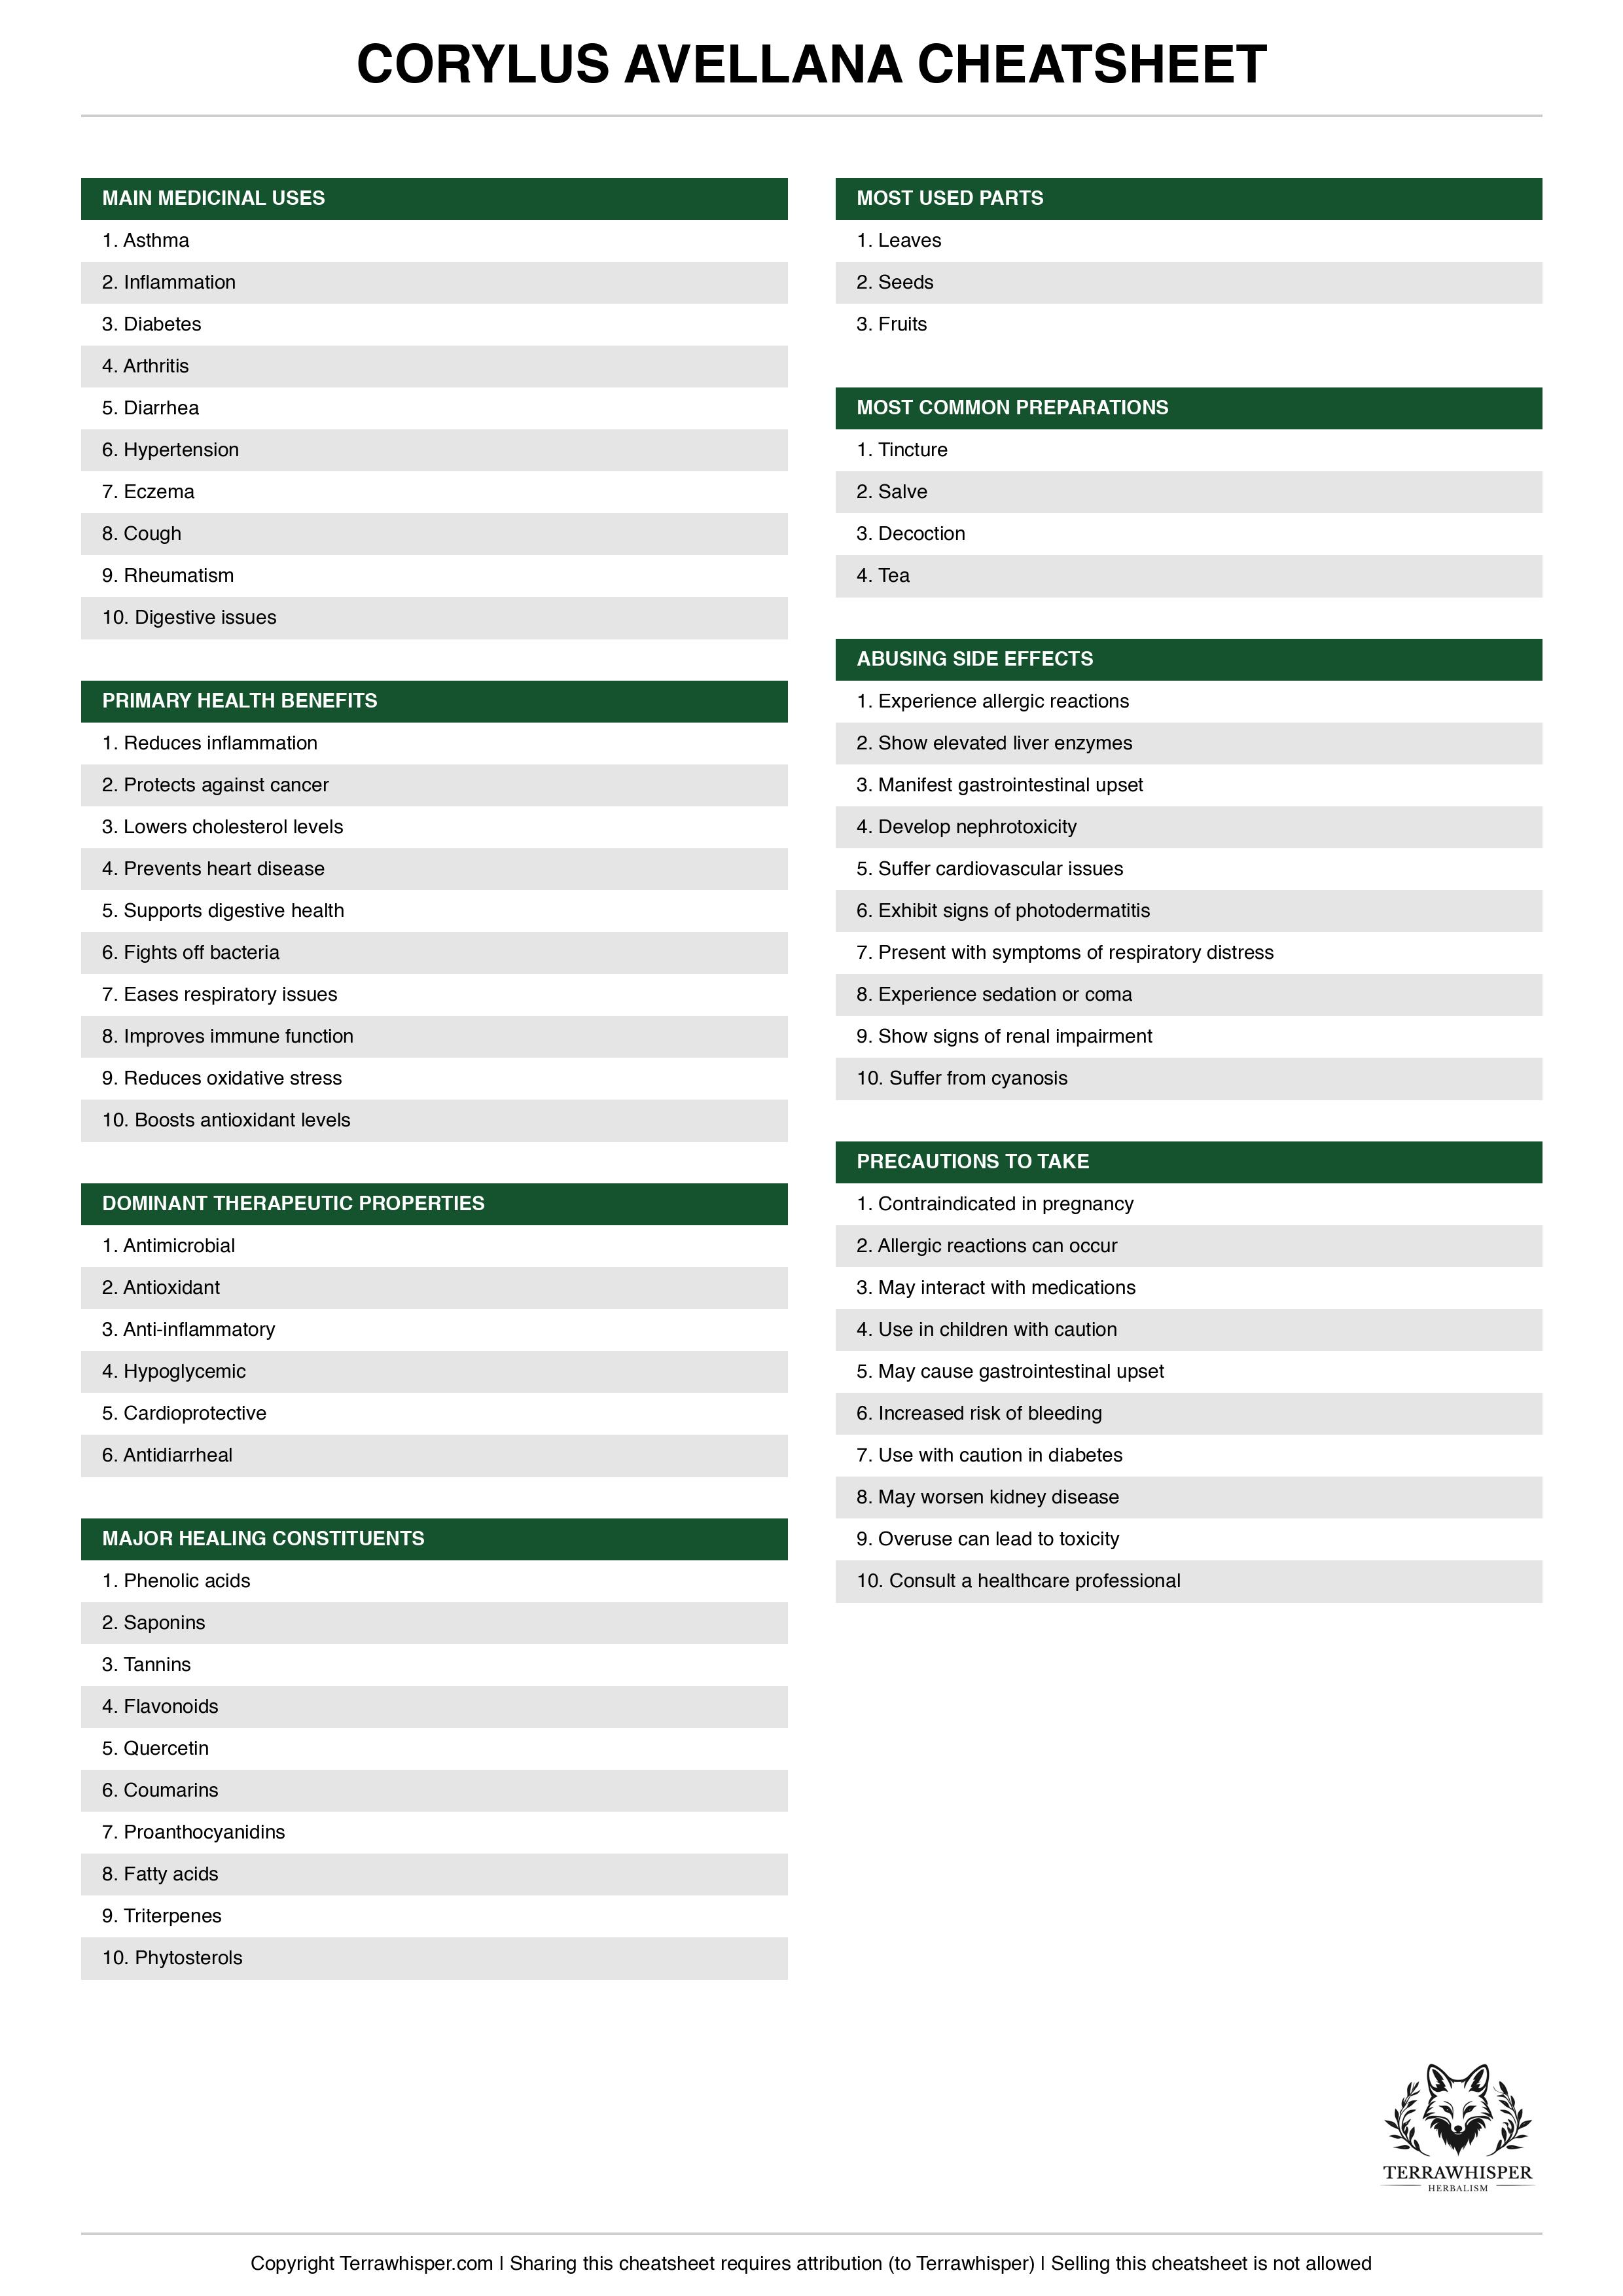 CORYLUS AVELLANA CHEATSHEET
MAIN MEDICINAL USES
1. Asthma
2. Inflammation
3. Diabetes
4. Arthritis
5. Diarrhea
6. Hypertension
7. Eczema
8. Cough
9. Rheumatism
10. Digestive issues
PRIMARY HEALTH BENEFITS
1. Reduces inflammation
2. Protects against cancer
3. Lowers cholesterol levels
4. Prevents heart disease
5. Supports digestive health
6. Fights off bacteria
7. Eases respiratory issues
8. Improves immune function
9. Reduces oxidative stress
10. Boosts antioxidant levels
DOMINANT THERAPEUTIC PROPERTIES
1. Antimicrobial
2. Antioxidant
3. Anti-inflammatory
4. Hypoglycemic
5. Cardioprotective
6. Antidiarrheal
MAJOR HEALING CONSTITUENTS
1. Phenolic acids
2. Saponins
3. Tannins
4. Flavonoids
5. Quercetin
6. Coumarins
7. Proanthocyanidins
8. Fatty acids
9. Triterpenes
10. Phytosterols
MOST USED PARTS
1. Leaves
2. Seeds
3. Fruits
MOST COMMON PREPARATIONS
1. Tincture
2. Salve
3. Decoction
4. Tea
ABUSING SIDE EFFECTS
1. Experience allergic reactions
2. Show elevated liver enzymes
3. Manifest gastrointestinal upset
4. Develop nephrotoxicity
5. Suffer cardiovascular issues
6. Exhibit signs of photodermatitis
7. Present with symptoms of respiratory distress
8. Experience sedation or coma
9. Show signs of renal impairment
10. Suffer from cyanosis
PRECAUTIONS TO TAKE
1. Contraindicated in pregnancy
2. Allergic reactions can occur
3. May interact with medications
4. Use in children with caution
5. May cause gastrointestinal upset
6. Increased risk of bleeding
7. Use with caution in diabetes
8. May worsen kidney disease
9. Overuse can lead to toxicity
10. Consult a healthcare professional
TERRAWHISPER
HERBALISM
Copyright Terrawhisper.com | Sharing this cheatsheet requires attribution (to Terrawhisper) | Selling this cheatsheet is not allowed